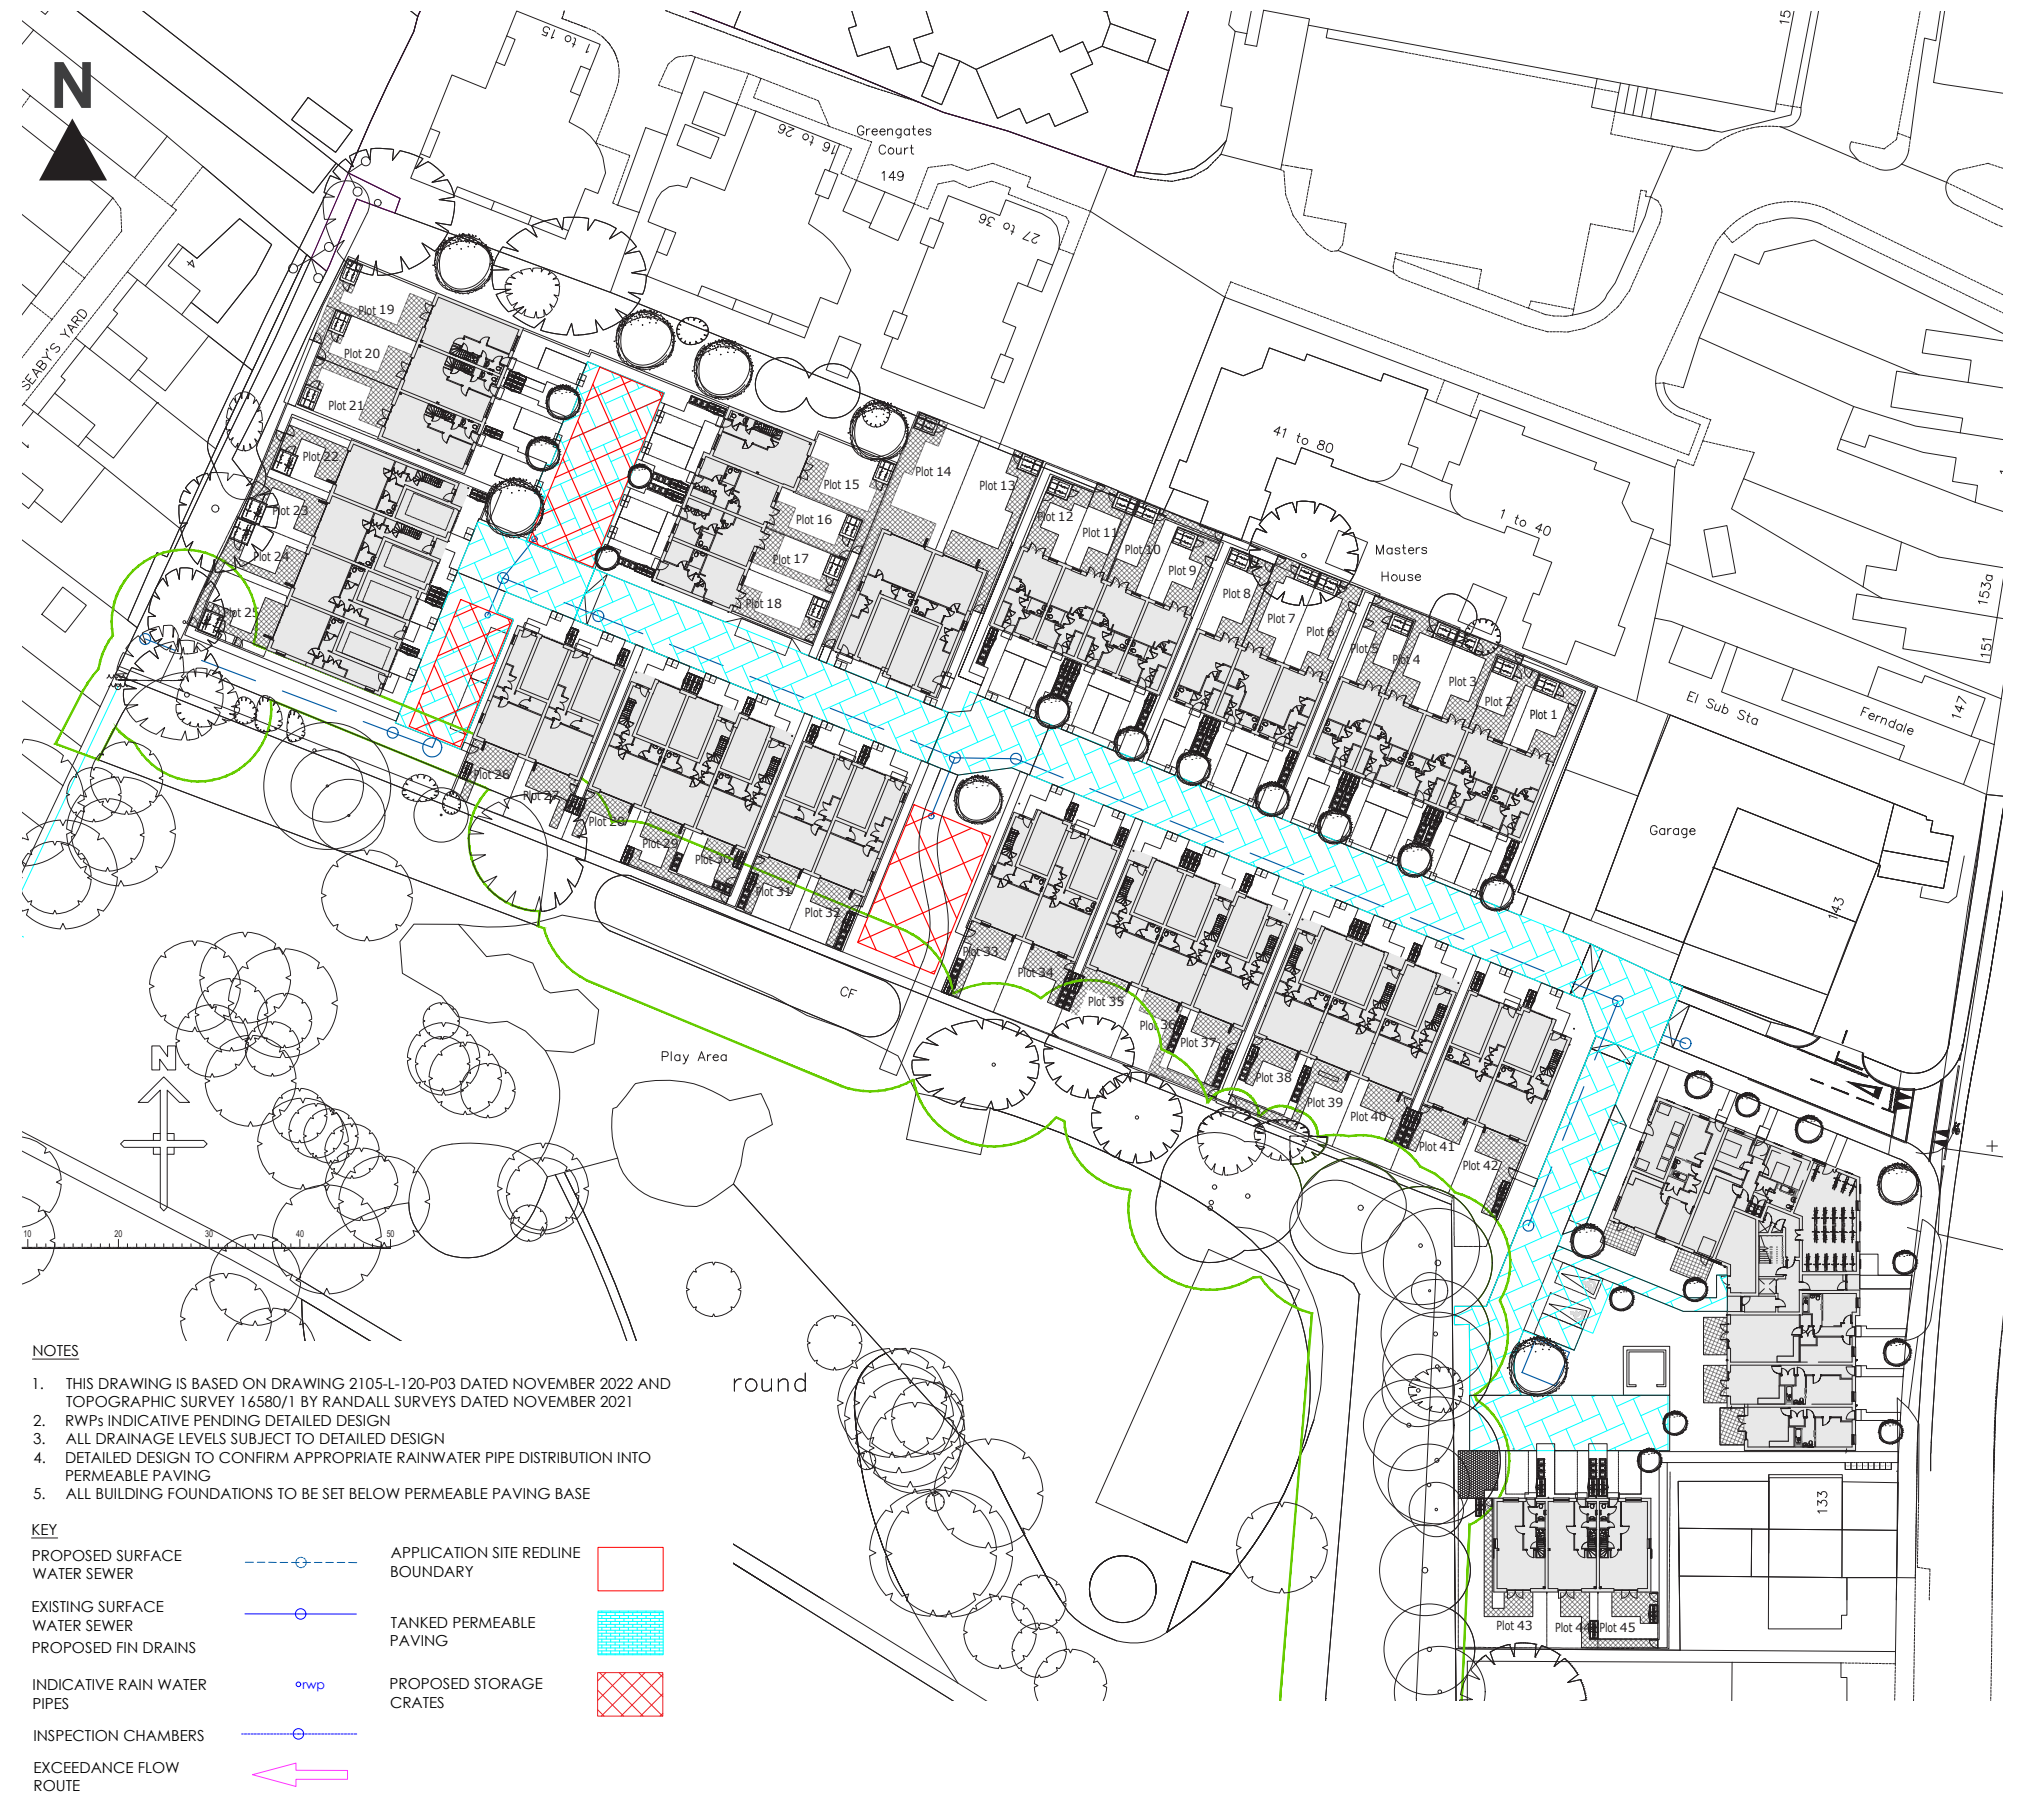 N
1 to 15
16 to 26
Greengates
Court
149
27 to 36
4
SEABY'S YARD
Plot 19
Plot 20
Plot 21
Plot 22
Plot 23
Plot 24
Plot 25
Plot 14
Plot 13
Plot 15
Plot 16
Plot 17
Plot 18
Plot 12
Plot 11
Plot 10
Plot 9
Plot 8
Plot 7
Plot 6
Plot 5
Plot 4
Plot 3
Plot 2
Plot 1
41 to 80
1 to 40
Masters
House
153a
151
147
El Sub Sta
Ferndale
Garage
143
Plot 26
Plot 27
Plot 28
Plot 29
Plot 30
Plot 31
Plot 32
Plot 33
Plot 34
Plot 35
Plot 36
Plot 37
Plot 38
Plot 39
Plot 40
Plot 41
Plot 42
CF
Play Area
N
10 20 30 40 50
round
133
Plot 43
Plot 44
Plot 45
NOTES
1. THIS DRAWING IS BASED ON DRAWING 2105-L-120-P03 DATED NOVEMBER 2022 AND
TOPOGRAPHIC SURVEY 16580/1 BY RANDALL SURVEYS DATED NOVEMBER 2021
2. RWPs INDICATIVE PENDING DETAILED DESIGN
3. ALL DRAINAGE LEVELS SUBJECT TO DETAILED DESIGN
4. DETAILED DESIGN TO CONFIRM APPROPRIATE RAINWATER PIPE DISTRIBUTION INTO
PERMEABLE PAVING
5. ALL BUILDING FOUNDATIONS TO BE SET BELOW PERMEABLE PAVING BASE
KEY
PROPOSED SURFACE
WATER SEWER
EXISTING SURFACE
WATER SEWER
PROPOSED FIN DRAINS
INDICATIVE RAIN WATER
PIPES
rwp
INSPECTION CHAMBERS
EXCEEDANCE FLOW
ROUTE
APPLICATION SITE REDLINE
BOUNDARY
TANKED PERMEABLE
PAVING
PROPOSED STORAGE
CRATES